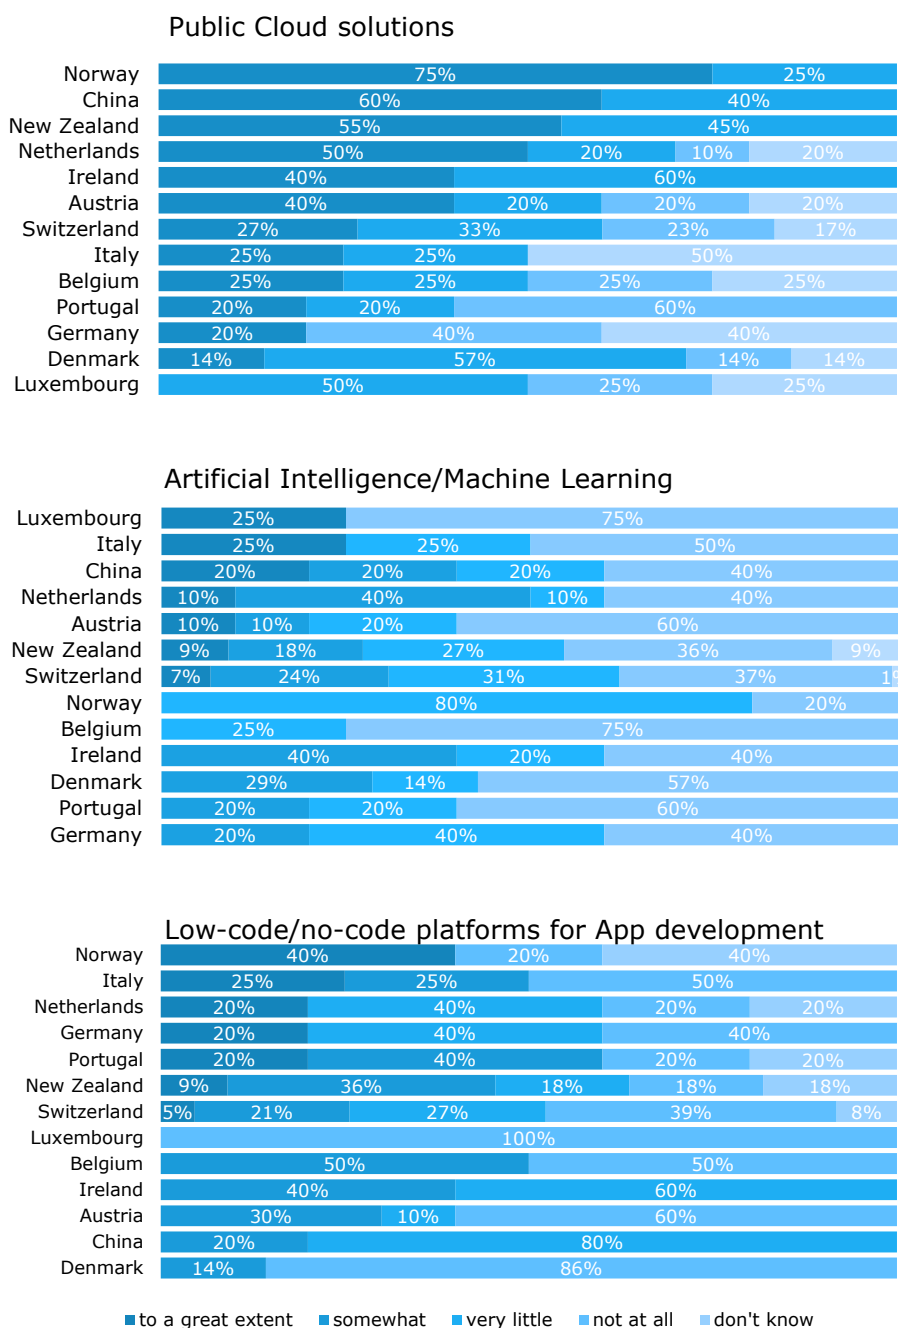 Public Cloud solutions
Norway 75% 25%
China 60% 40%
New Zealand 55% 45%
Netherlands 50% 20% 10% 20%
Ireland 40% 60%
Austria 40% 20% 20% 20%
Switzerland 27% 33% 23% 17%
Italy 25% 25% 50%
Belgium 25% 25% 25% 25%
Portugal 20% 20% 60%
Germany 20% 40% 40%
Denmark 14% 57% 14% 14%
Luxembourg 50% 25% 25%
Artificial Intelligence/Machine Learning
Luxembourg 25% 75%
Italy 25% 25% 50%
China 20% 20% 20% 40%
Netherlands 10% 40% 10% 40%
Austria 10% 10% 20% 60%
New Zealand 9% 18% 27% 36% 9%
Switzerland 7% 24% 31% 37% 1%
Norway 80% 20%
Belgium 25% 75%
Ireland 40% 20% 40%
Denmark 29% 14% 57%
Portugal 20% 20% 60%
Germany 20% 40% 40%
Low-code/no-code platforms for App development
Norway 40% 20% 40%
Italy 25% 25% 50%
Netherlands 20% 40% 20% 20%
Germany 20% 40% 40%
Portugal 20% 40% 20% 20%
New Zealand 9% 36% 18% 18% 18%
Switzerland 5% 21% 27% 39% 8%
Luxembourg 100%
Belgium 50% 50%
Ireland 40% 60%
Austria 30% 10% 60%
China 20% 80%
Denmark 14% 86%
to a great extent somewhat very little not at all don't know